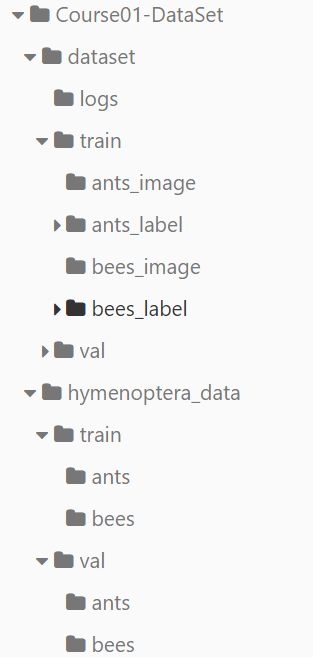 Course01-DataSet
dataset
logs
train
ants_image
ants_label
bees_image
bees_label
val
hymenoptera_data
train
ants
bees
val
ants
bees